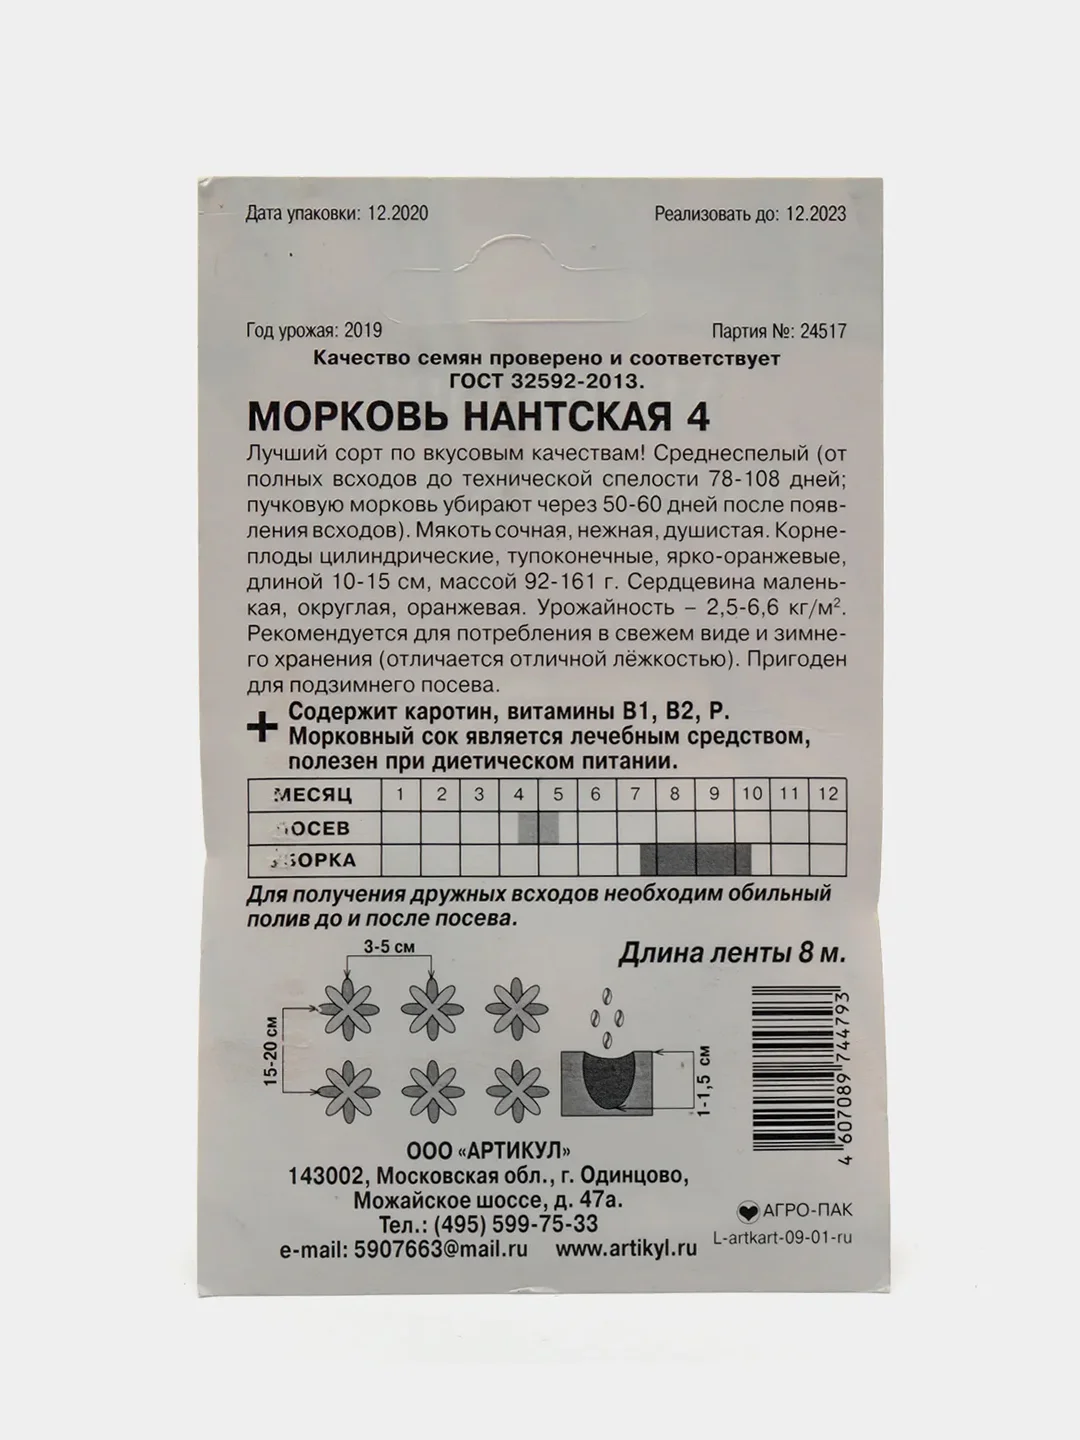 Дата упаковки: 12.2020 Реализовать до: 12.2023
Год урожая: 2019 Партия №: 24517
Качество семян проверено и соответствует
ГОСТ 32592-2013.
МОРКОВЬ НАНТСКАЯ 4
Лучший сорт по вкусовым качествам! Среднеспелый (от
полных всходов до технической спелости 78-108 дней;
пучковую морковь убирают через 50-60 дней после появ-
ления всходов). Мякоть сочная, нежная, душистая. Корне-
плоды цилиндрические, тупоконечные, ярко-оранжевые,
длиной 10-15 см, массой 92-161 г. Сердцевина малень-
кая, округлая, оранжевая. Урожайность – 2,5-6,6 кг/м².
Рекомендуется для потребления в свежем виде и зимне-
го хранения (отличается отличной лёжкостью). Пригоден
для подзимнего посева.
+ Содержит каротин, витамины В1, В2, Р.
Морковный сок является лечебным средством,
полезен при диетическом питании.
МЕСЯЦ 1 2 3 4 5 6 7 8 9 10 11 12
ПОСЕВ
УБОРКА
Для получения дружных всходов необходим обильный
полив до и после посева.
3-5 см
Длина ленты 8 м.
15-20 см
1-1,5 см
4 607089 744793
ООО «АРТИКУЛ»
143002, Московская обл., г. Одинцово,
Можайское шоссе, д. 47а.
Тел.: (495) 599-75-33
e-mail: 5907663@mail.ru www.artikyl.ru
АГРО-ПАК
L-artkart-09-01-ru